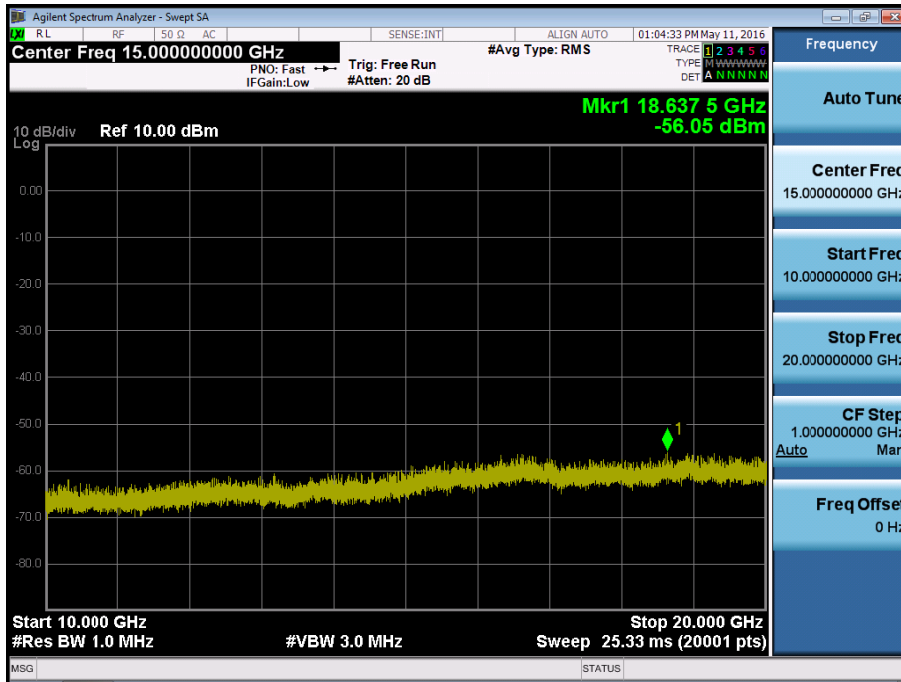 Agilent Spectrum Analyzer - Swept SA
LXI RL RF 50 Ω AC SENSE:INT ALIGN AUTO 01:04:33 PM May 11, 2016
Center Freq 15.000000000 GHz #Avg Type: RMS TRACE 1 2 3 4 5 6
PNO: Fast Trig: Free Run TYPE M WWWWW
IFGain:Low #Atten: 20 dB DET A N N N N N
Mkr1 18.637 5 GHz
-56.05 dBm
10 dB/div Ref 10.00 dBm
Log
0.00
-10.0
-20.0
-30.0
-40.0
-50.0
1
-60.0
-70.0
-80.0
Start 10.000 GHz Stop 20.000 GHz
#Res BW 1.0 MHz #VBW 3.0 MHz Sweep 25.33 ms (20001 pts)
MSG STATUS
Frequency
Auto Tune
Center Freq
15.000000000 GHz
Start Freq
10.000000000 GHz
Stop Freq
20.000000000 GHz
CF Step
1.000000000 GHz
Auto Man
Freq Offset
0 Hz